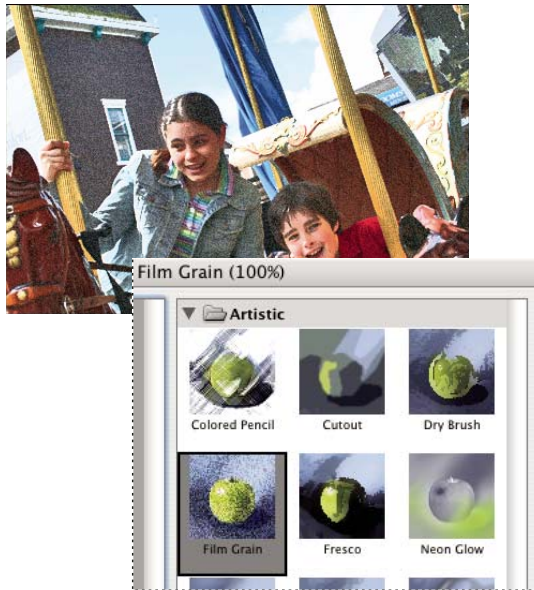 Film Grain (100%)
Artistic
Colored Pencil Cutout Dry Brush
Film Grain Fresco Neon Glow